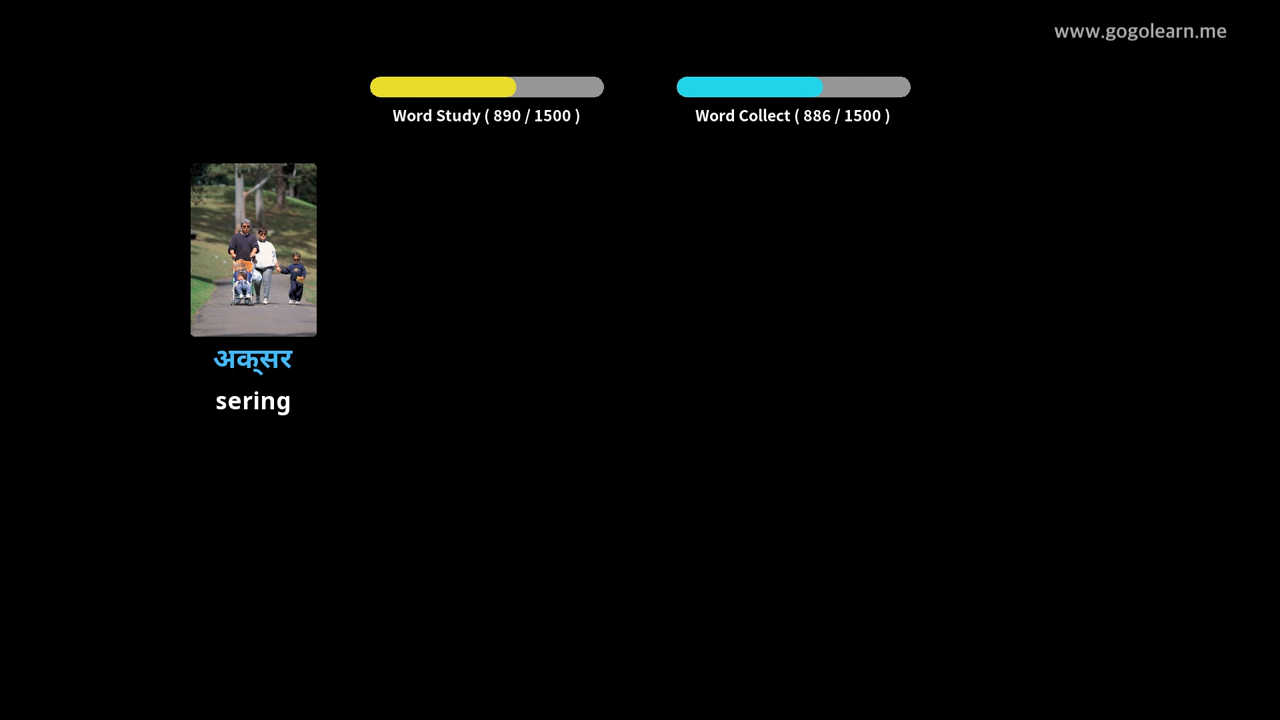 www.gogolearn.me
Word Study ( 890 / 1500 )
Word Collect ( 886 / 1500 )
अक्सर
sering